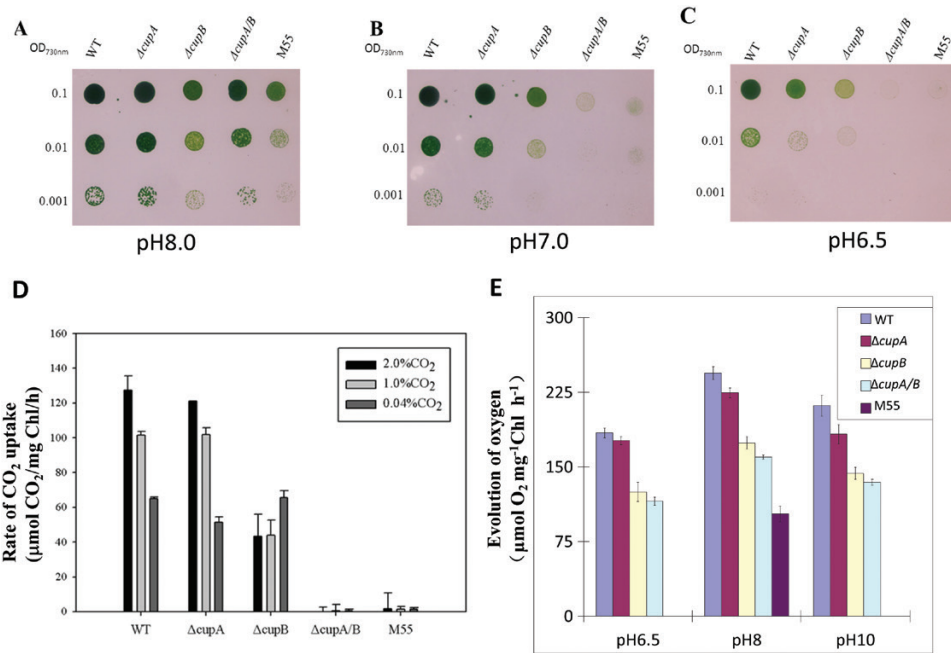 A
OD730nm
WT
ΔcupA
ΔcupB
ΔcupA/B
M55
0.1
0.01
0.001
pH8.0
B
OD730nm
WT
ΔcupA
ΔcupB
ΔcupA/B
M55
0.1
0.01
0.001
pH7.0
C
OD730nm
WT
ΔcupA
ΔcupB
ΔcupA/B
M55
0.1
0.01
0.001
pH6.5
D
Rate of CO2 uptake
(μmol CO2/mg Chl/h)
160
140
120
100
80
60
40
20
0
2.0%CO2
1.0%CO2
0.04%CO2
WT
ΔcupA
ΔcupB
ΔcupA/B
M55
E
Evolution of oxygen
( μmol O2 mg-1Chl h-1)
300
225
150
75
0
WT
ΔcupA
ΔcupB
ΔcupA/B
M55
pH6.5
pH8
pH10